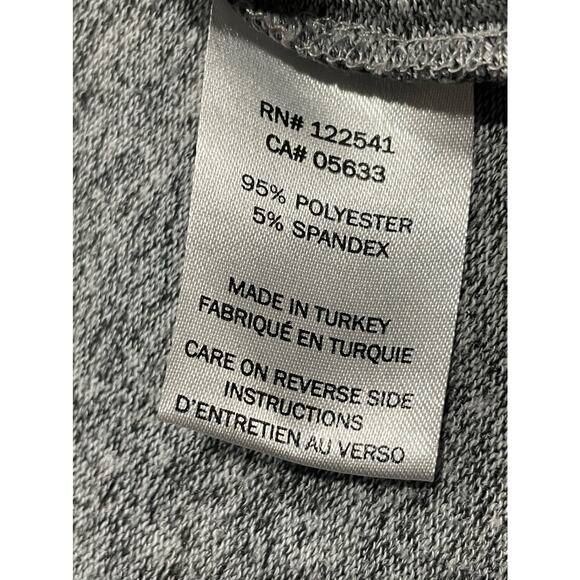 RN# 122541
CA# 05633
95% POLYESTER
5% SPANDEX
MADE IN TURKEY
FABRIQUÉ EN TURQUIE
CARE ON REVERSE SIDE
INSTRUCTIONS
D'ENTRETIEN AU VERSO